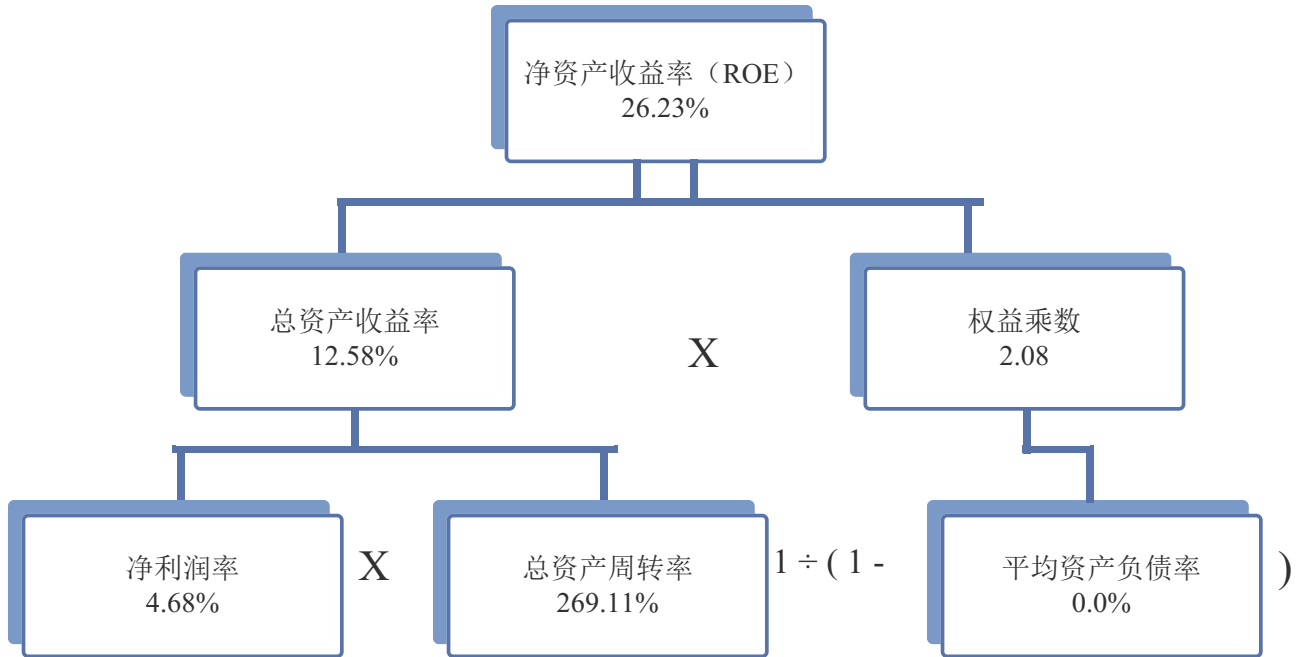 净资产收益率（ROE）
26.23%
总资产收益率
12.58%
X
权益乘数
2.08
净利润率
4.68%
X
总资产周转率
269.11%
1 ÷ ( 1 -
平均资产负债率
0.0%
)